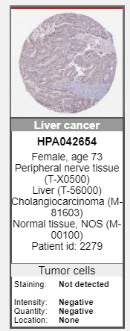 Liver cancer
HPA042654
Female, age 73
Peripheral nerve tissue
(T-X0500)
Liver (T-56000)
Cholangiocarcinoma (M-
81603)
Normal tissue, NOS (M-
00100)
Patient id: 2279
Tumor cells
Staining: Not detected
Intensity: Negative
Quantity: Negative
Location: None